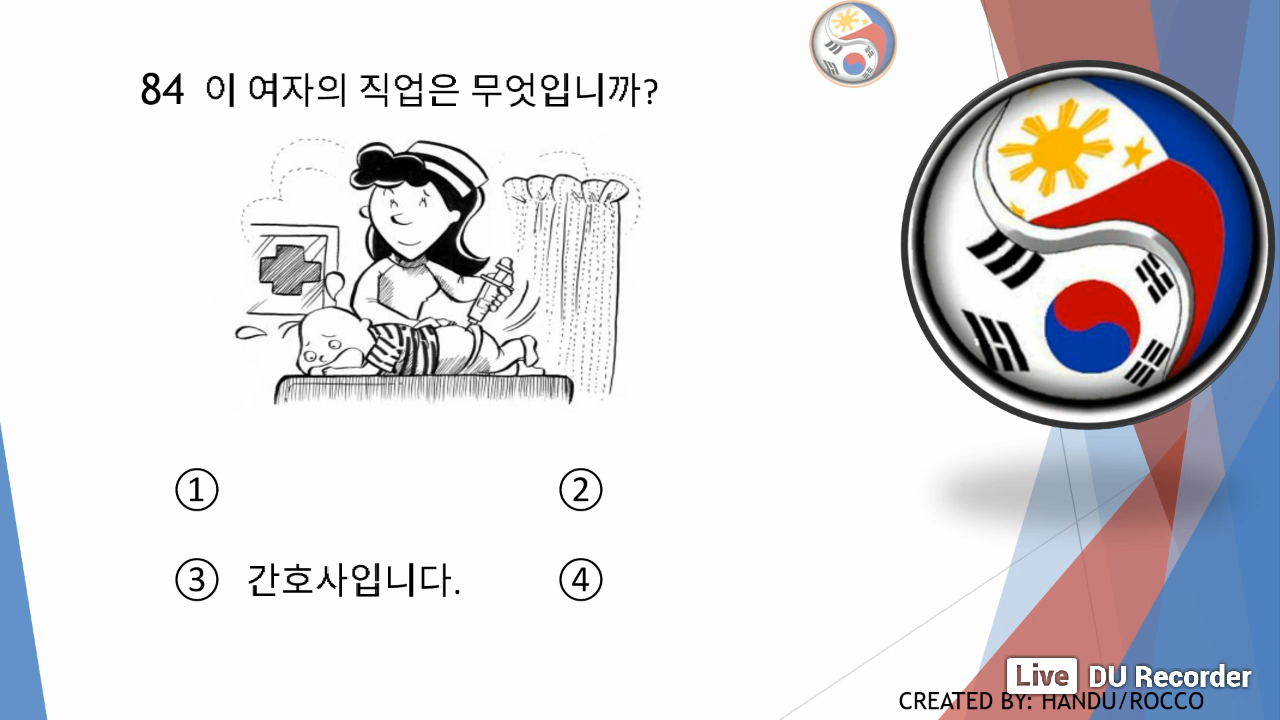 84 이 여자의 직업은 무엇입니까?
① ②
③ 간호사입니다. ④
Live DU Recorder
CREATED BY: HANDU/ROCCO